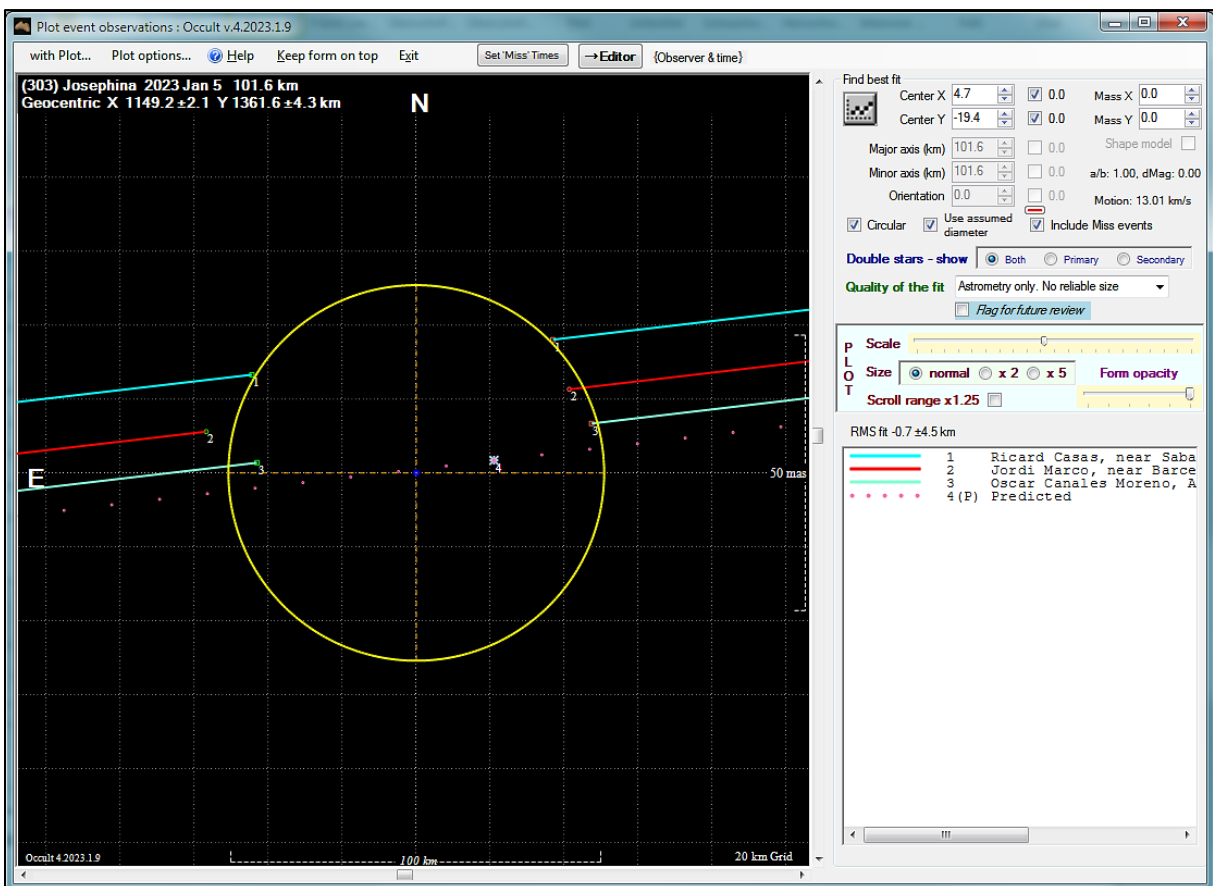 Plot event observations : Occult v.4.2023.1.9
with Plot... Plot options... Help Keep form on top Exit Set 'Miss' Times →Editor {Observer & time}
(303) Josephina 2023 Jan 5 101.6 km
Geocentric X 1149.2 ±2.1 Y 1361.6 ±4.3 km
N
1
1
2
2
3
3
4
E
50 mas
Occult 4.2023.1.9
100 km
20 km Grid
Find best fit
Center X 4.7 0.0 Mass X 0.0
Center Y -19.4 0.0 Mass Y 0.0
Major axis (km) 101.6 0.0 Shape model
Minor axis (km) 101.6 0.0 a/b: 1.00, dMag: 0.00
Orientation 0.0 0.0 Motion: 13.01 km/s
Circular Use assumed diameter Include Miss events
Double stars - show Both Primary Secondary
Quality of the fit Astrometry only. No reliable size
Flag for future review
PLOT
Scale
Size normal x 2 x 5 Form opacity
Scroll range x1.25
RMS fit -0.7 ±4.5 km
1 Ricard Casas, near Saba
2 Jordi Marco, near Barce
3 Oscar Canales Moreno, A
4(P) Predicted